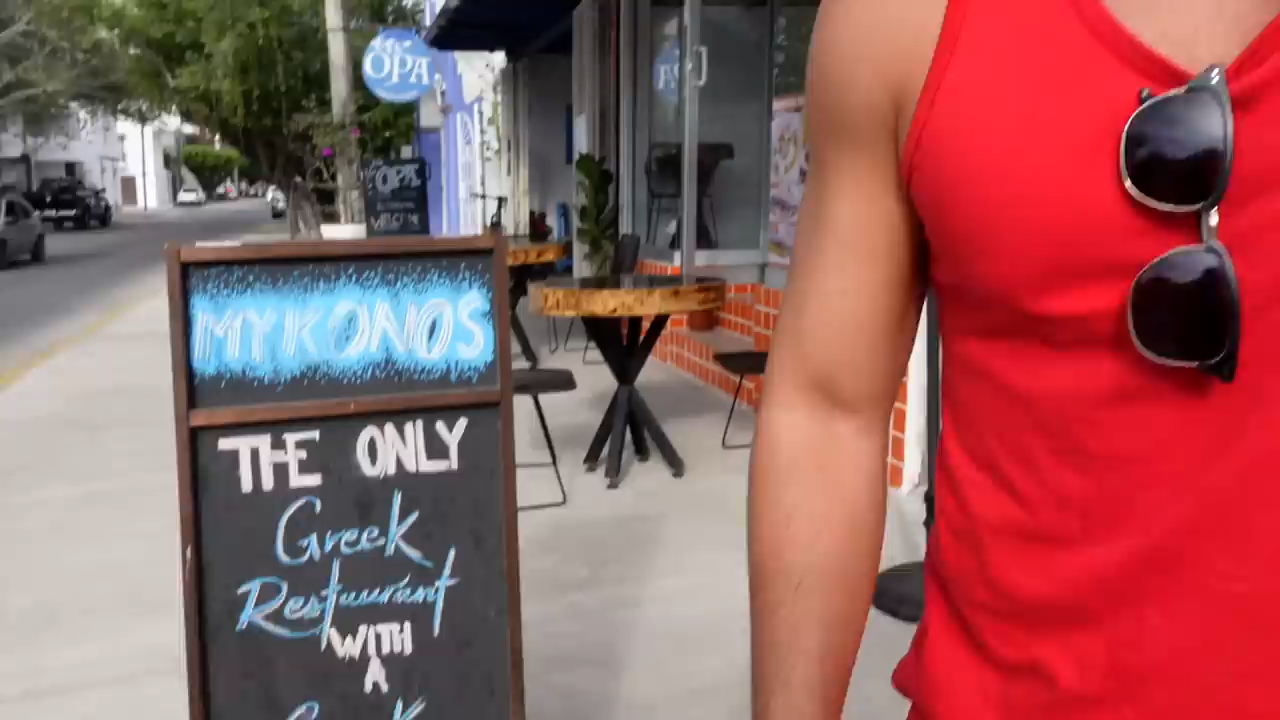 OPA
OPA
MYKONOS
THE ONLY
Greek
Restaurant
WITH
A